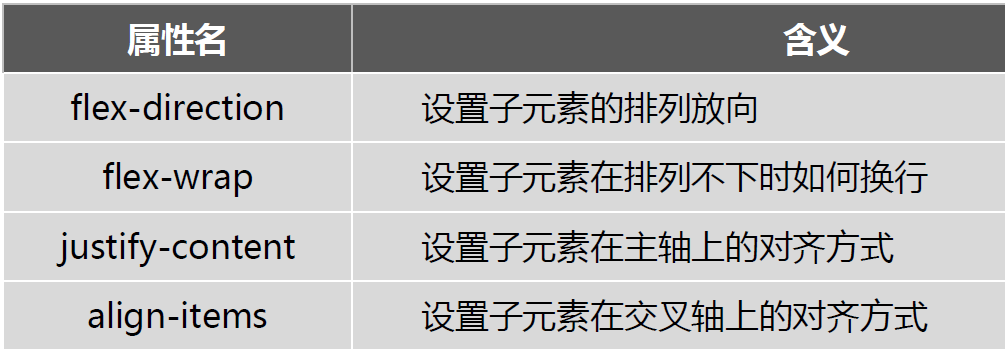 属性名 含义
flex-direction 设置子元素的排列放向
flex-wrap 设置子元素在排列不下时如何换行
justify-content 设置子元素在主轴上的对齐方式
align-items 设置子元素在交叉轴上的对齐方式